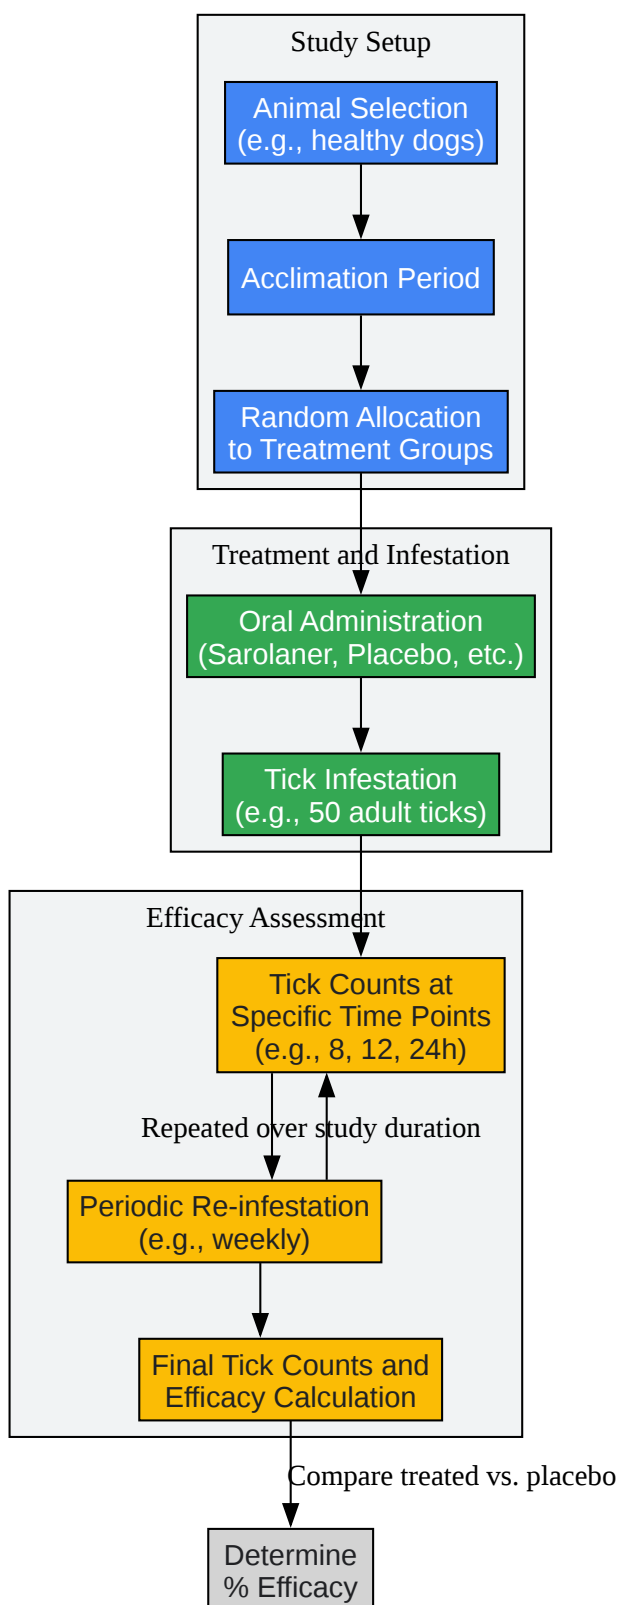 Study Setup
Animal Selection
(e.g., healthy dogs)
Acclimation Period
Random Allocation
to Treatment Groups
Treatment and Infestation
Oral Administration
(Sarolaner, Placebo, etc.)
Tick Infestation
(e.g., 50 adult ticks)
Efficacy Assessment
Tick Counts at
Specific Time Points
(e.g., 8, 12, 24h)
Repeated over study duration
Periodic Re-infestation
(e.g., weekly)
Final Tick Counts and
Efficacy Calculation
Compare treated vs. placebo
Determine
% Efficacy